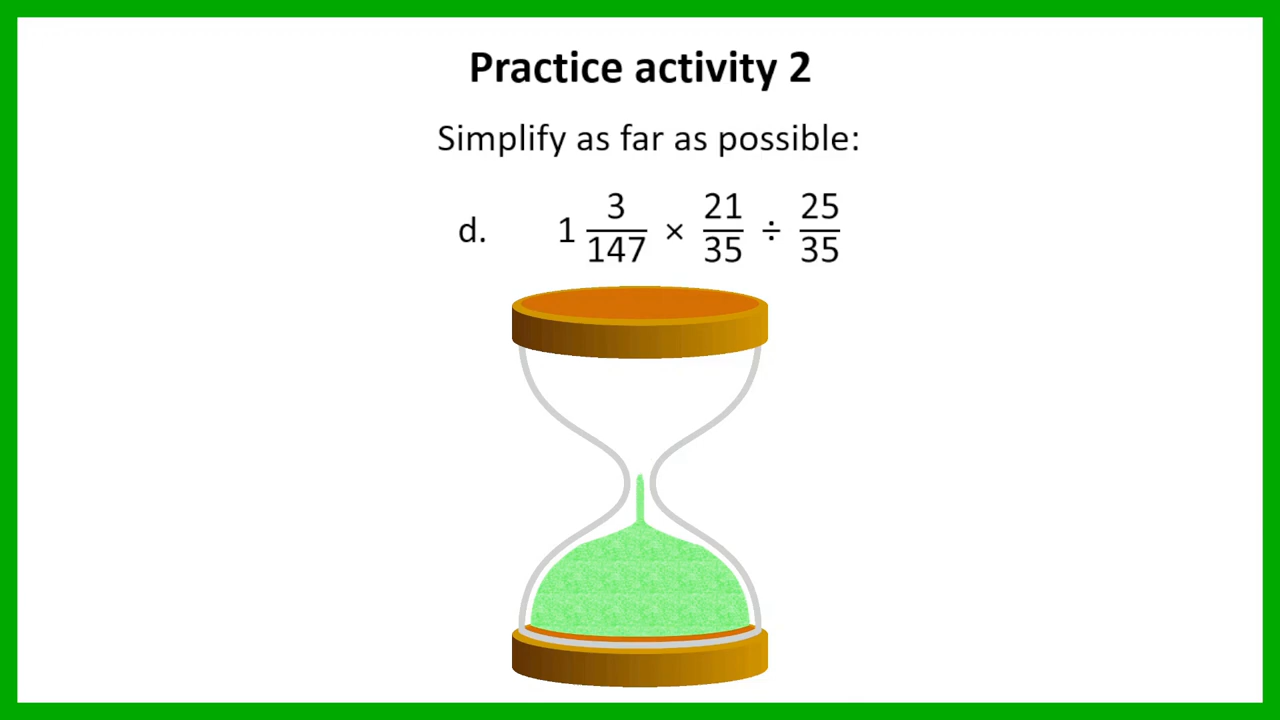 Practice activity 2
Simplify as far as possible:
d. 1 3/147 × 21/35 ÷ 25/35